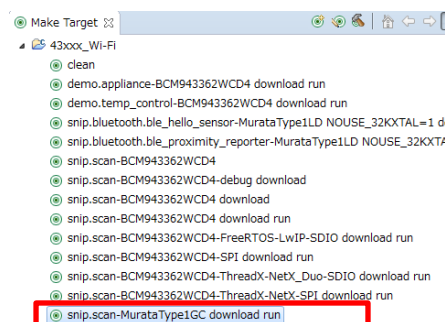 Make Target
43xxx_Wi-Fi
clean
demo.appliance-BCM943362WCD4 download run
demo.temp_control-BCM943362WCD4 download run
snip.bluetooth.ble_hello_sensor-MurataType1LD NOUSE_32KXTAL=1 d
snip.bluetooth.ble_proximity_reporter-MurataType1LD NOUSE_32KXTA
snip.scan-BCM943362WCD4
snip.scan-BCM943362WCD4-debug download
snip.scan-BCM943362WCD4 download
snip.scan-BCM943362WCD4 download run
snip.scan-BCM943362WCD4-FreeRTOS-LwIP-SDIO download run
snip.scan-BCM943362WCD4-SPI download run
snip.scan-BCM943362WCD4-ThreadX-NetX_Duo-SDIO download run
snip.scan-BCM943362WCD4-ThreadX-NetX-SPI download run
snip.scan-MurataType1GC download run